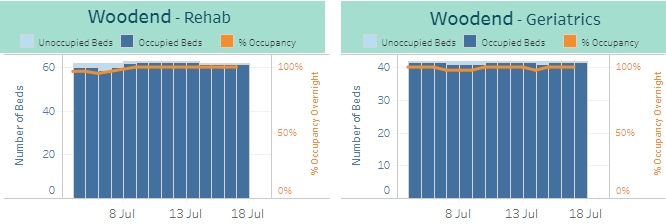 Woodend - Rehab
Unoccupied Beds Occupied Beds % Occupancy
Number of Beds
60
40
20
0
100%
50%
0%
% Occupancy Overnight
8 Jul 13 Jul 18 Jul
Woodend - Geriatrics
Unoccupied Beds Occupied Beds % Occupancy
Number of Beds
40
30
20
10
0
100%
50%
0%
% Occupancy Overnight
8 Jul 13 Jul 18 Jul